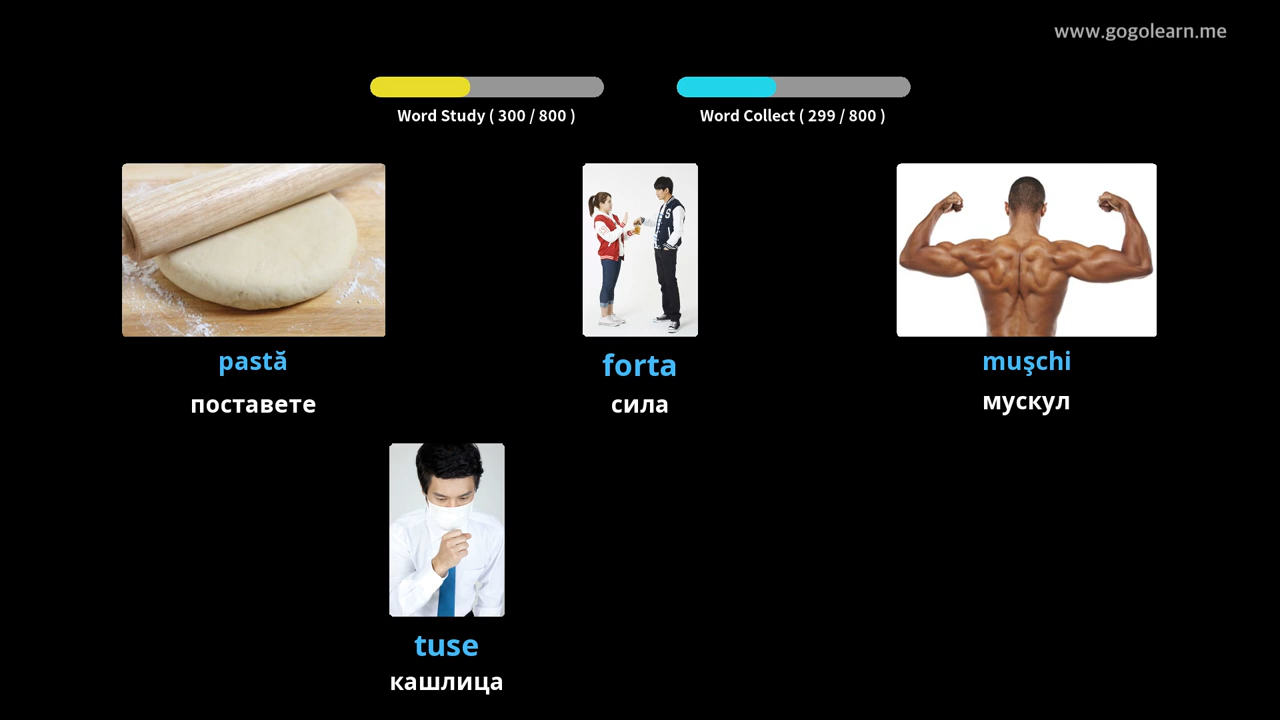 www.gogolearn.me
Word Study ( 300 / 800 )
Word Collect ( 299 / 800 )
pastă
поставете
forta
сила
muşchi
мускул
tuse
кашлица